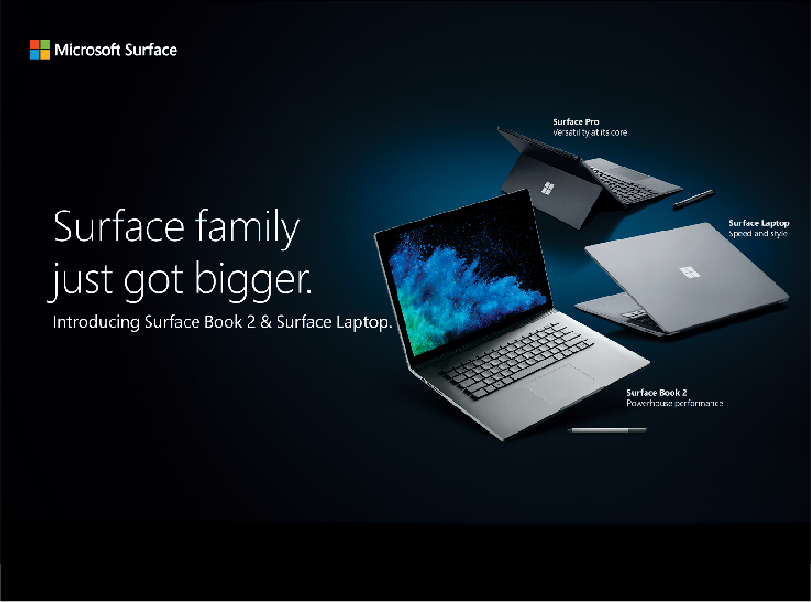 Microsoft Surface
Surface Pro
Versatility at its core
Surface Laptop
Speed and style
Surface family
just got bigger.
Introducing Surface Book 2 & Surface Laptop.
Surface Book 2
Powerhouse performance